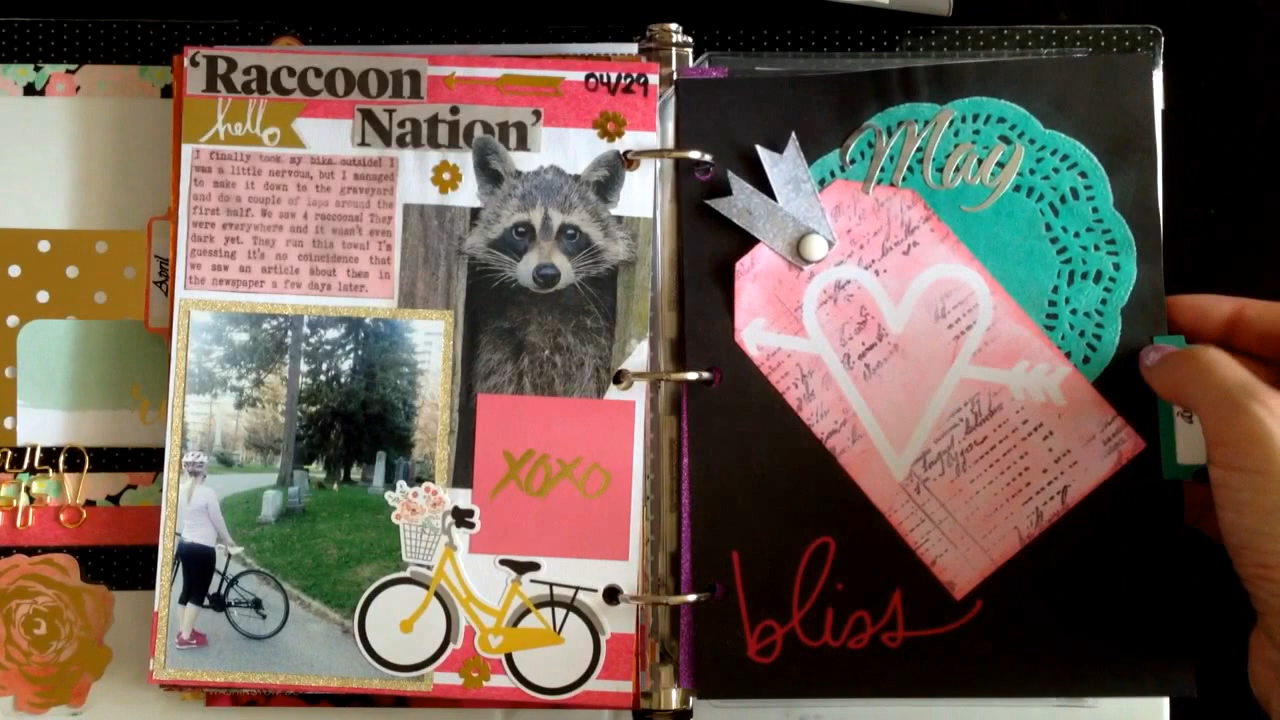 'Raccoon
04/29
hello
Nation'
I finally took my bike outside! I
was a little nervous, but I managed
to make it down to the graveyard
and do a couple of laps around the
first half. We saw 4 raccoons! They
were everywhere and it wasn't even
dark yet. They run this town! I'm
guessing it's no coincidence that
we saw an article about them in
the newspaper a few days later.
April
xoxo
May
bliss